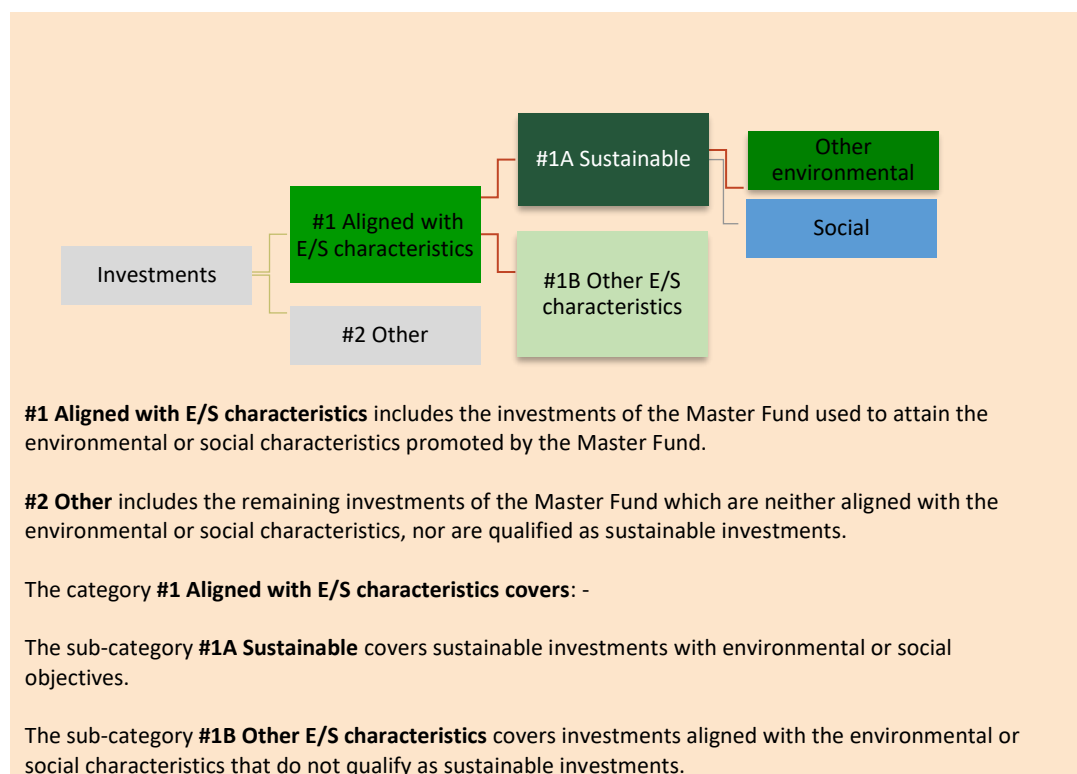 #1A Sustainable
Other
environmental
#1 Aligned with
E/S characteristics
Social
Investments
#1B Other E/S
characteristics
#2 Other
#1 Aligned with E/S characteristics includes the investments of the Master Fund used to attain the
environmental or social characteristics promoted by the Master Fund.
#2 Other includes the remaining investments of the Master Fund which are neither aligned with the
environmental or social characteristics, nor are qualified as sustainable investments.
The category #1 Aligned with E/S characteristics covers: -
The sub-category #1A Sustainable covers sustainable investments with environmental or social
objectives.
The sub-category #1B Other E/S characteristics covers investments aligned with the environmental or
social characteristics that do not qualify as sustainable investments.